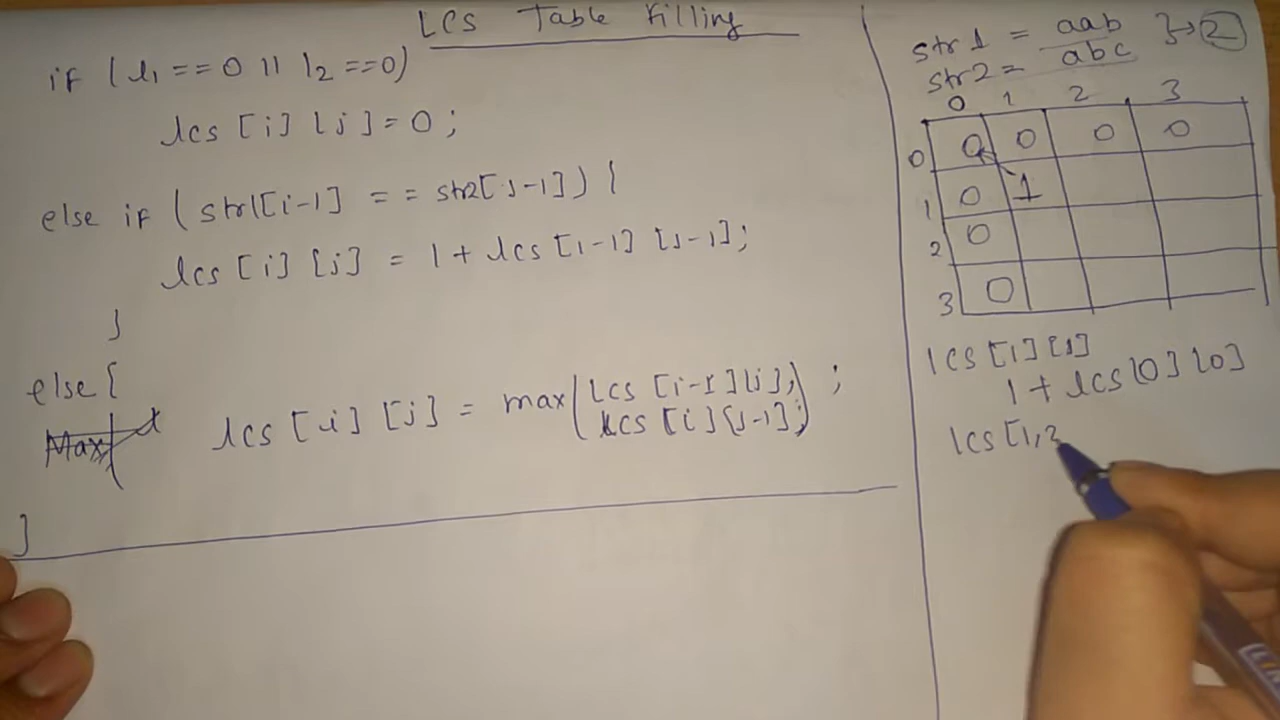 LCS Table Filling
if (l1 == 0 || l2 ==0)
lcs [i] [j] = 0 ;
else if ( str1[i-1] = = str2[j-1] ) {
lcs [i] [j] = 1 + lcs [i-1] [j-1];
}
else {
Max(
lcs [i] [j] = max( lcs [i-1][j],
lcs [i][j-1]; ) ;
}
str1 = aab } → 2
str2 = abc
0 1 2 3
0 0 0 0 0
1 0 1
2 0
3 0
lcs [1] [1]
1 + lcs [0] [0]
lcs [1,2